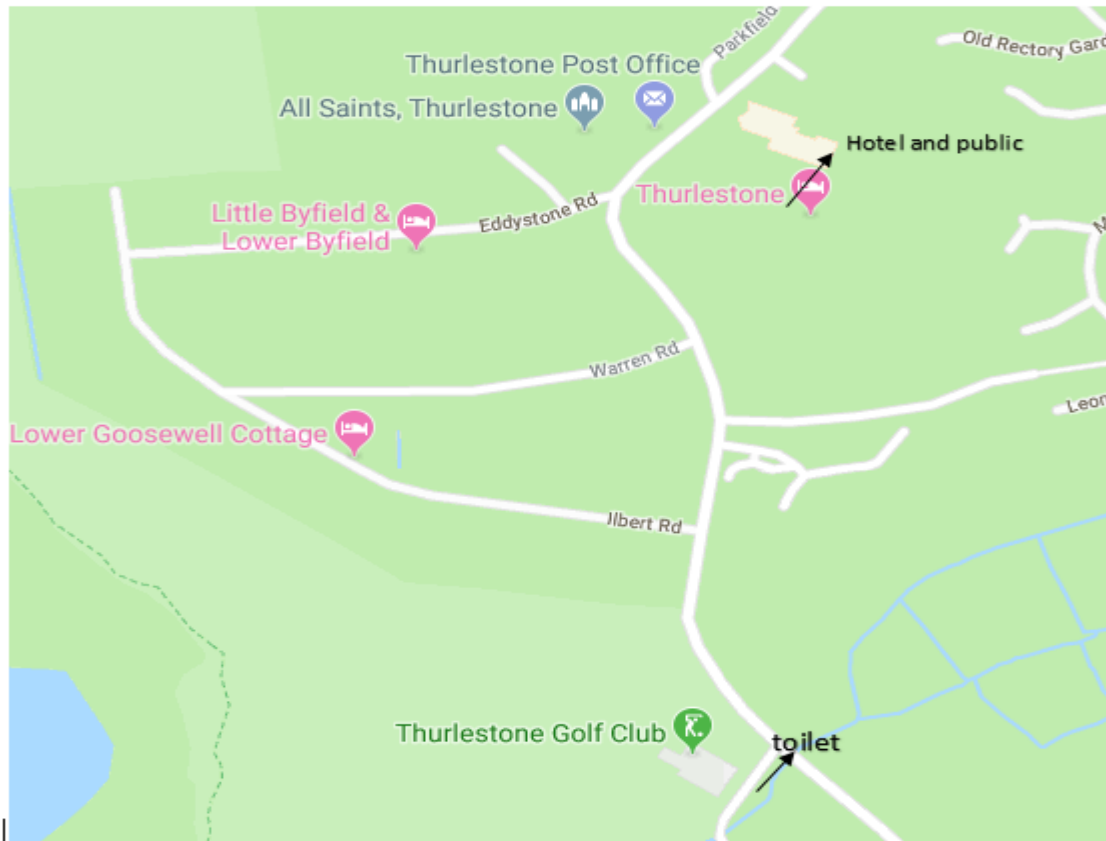 Parkfield
Old Rectory Gard
Thurlestone Post Office
All Saints, Thurlestone
Hotel and public
Thurlestone
Little Byfield &
Lower Byfield
Eddystone Rd
M
Warren Rd
Leon
Lower Goosewell Cottage
Ilbert Rd
Thurlestone Golf Club
toilet